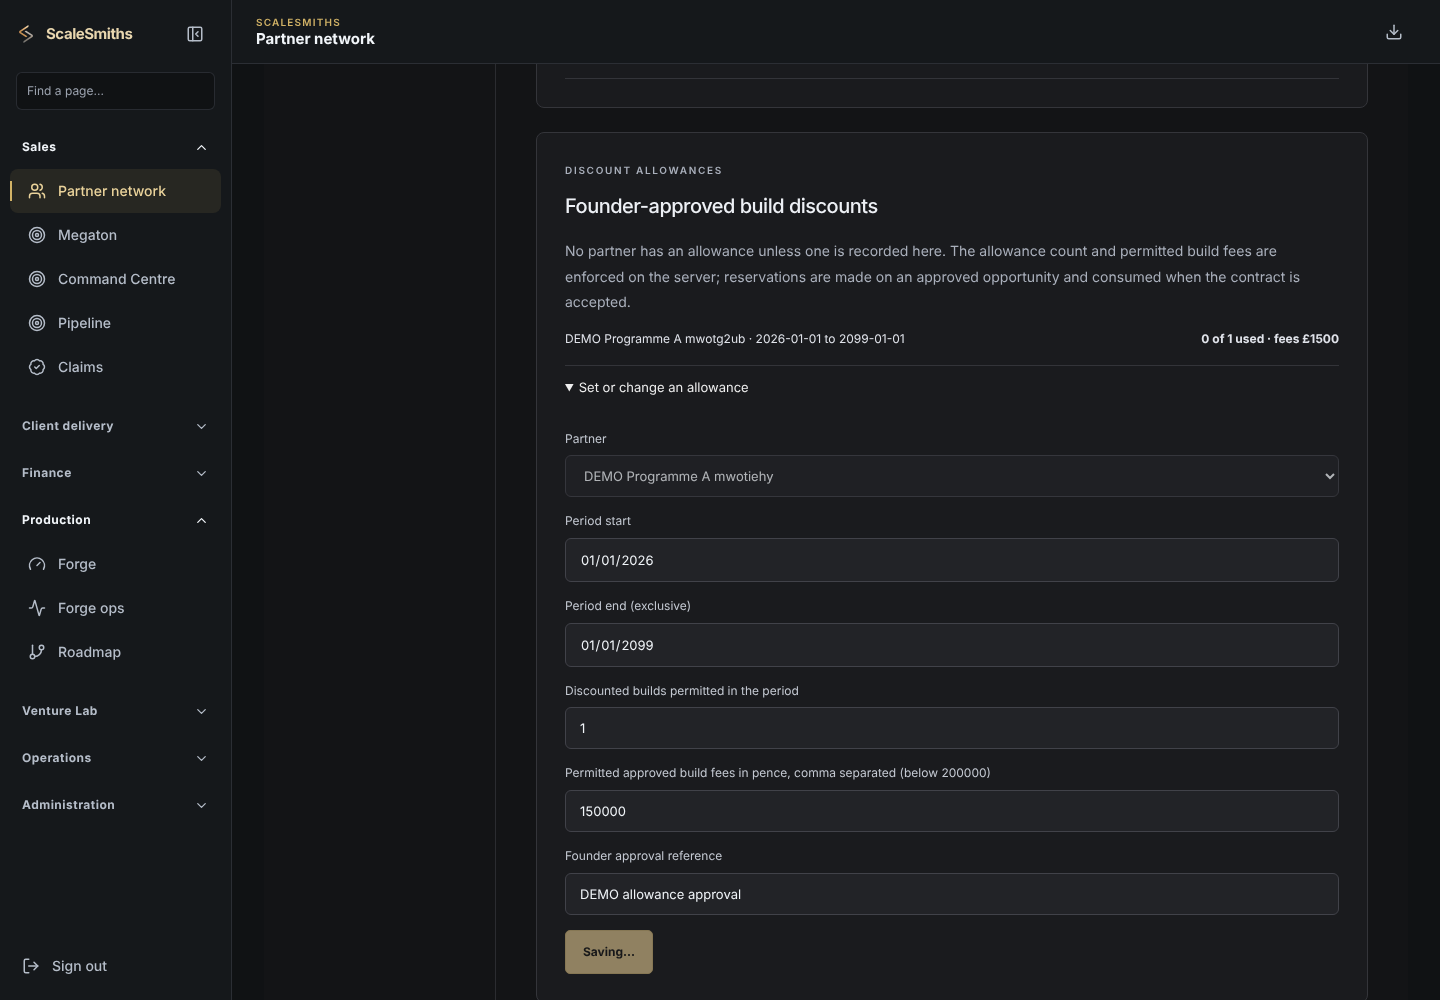 ScaleSmiths
Find a page...
Sales
Partner network
Megaton
Command Centre
Pipeline
Claims
Client delivery
Finance
Production
Forge
Forge ops
Roadmap
Venture Lab
Operations
Administration
Sign out
SCALESMITHS
Partner network
DISCOUNT ALLOWANCES
Founder-approved build discounts
No partner has an allowance unless one is recorded here. The allowance count and permitted build fees are
enforced on the server; reservations are made on an approved opportunity and consumed when the contract is
accepted.
DEMO Programme A mwotg2ub · 2026-01-01 to 2099-01-01
0 of 1 used · fees £1500
▼ Set or change an allowance
Partner
DEMO Programme A mwotiehy
Period start
01/01/2026
Period end (exclusive)
01/01/2099
Discounted builds permitted in the period
1
Permitted approved build fees in pence, comma separated (below 200000)
150000
Founder approval reference
DEMO allowance approval
Saving...